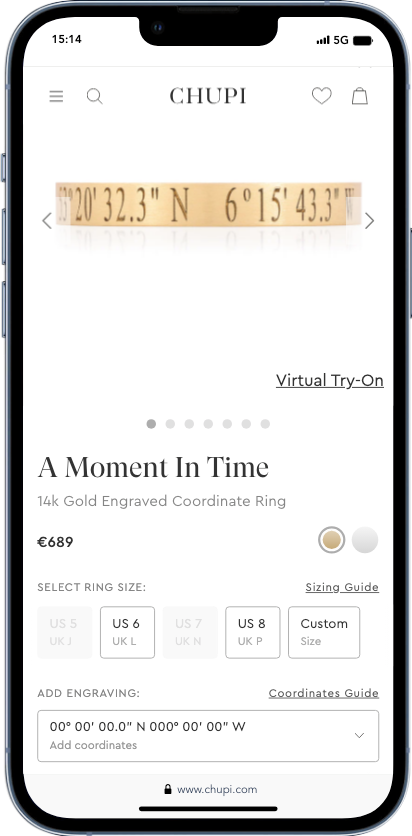 15:14
5G
CHUPI
53° 20' 32.3" N 6° 15' 43.3" W
Virtual Try-On
A Moment In Time
14k Gold Engraved Coordinate Ring
€689
SELECT RING SIZE:
Sizing Guide
US 5
UK J
US 6
UK L
US 7
UK N
US 8
UK P
Custom
Size
ADD ENGRAVING:
Coordinates Guide
00° 00' 00.0" N 000° 00' 00" W
Add coordinates
www.chupi.com